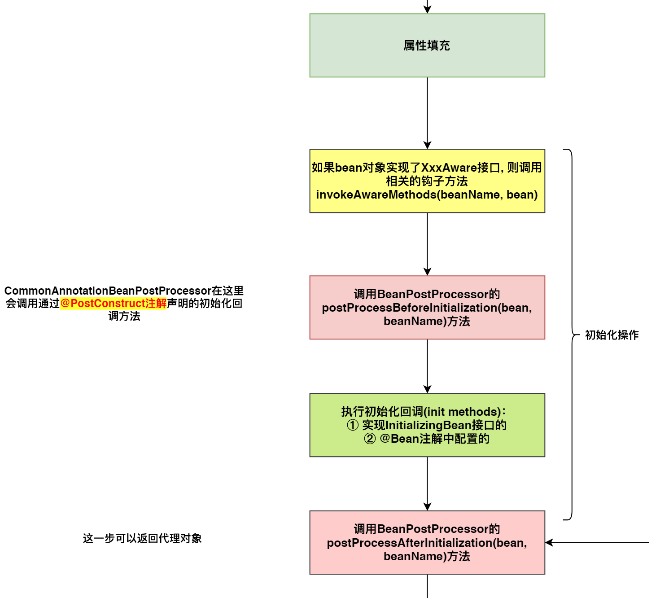 属性填充
如果bean对象实现了XxxAware接口, 则调用
相关的钩子方法
invokeAwareMethods(beanName, bean)
CommonAnnotationBeanPostProcessor在这里
会调用通过@PostConstruct注解声明的初始化回
调方法
调用BeanPostProcessor的
postProcessBeforeInitialization(bean,
beanName)方法
初始化操作
执行初始化回调(init methods)：
① 实现InitializingBean接口的
② @Bean注解中配置的
这一步可以返回代理对象
调用BeanPostProcessor的
postProcessAfterInitialization(bean,
beanName)方法